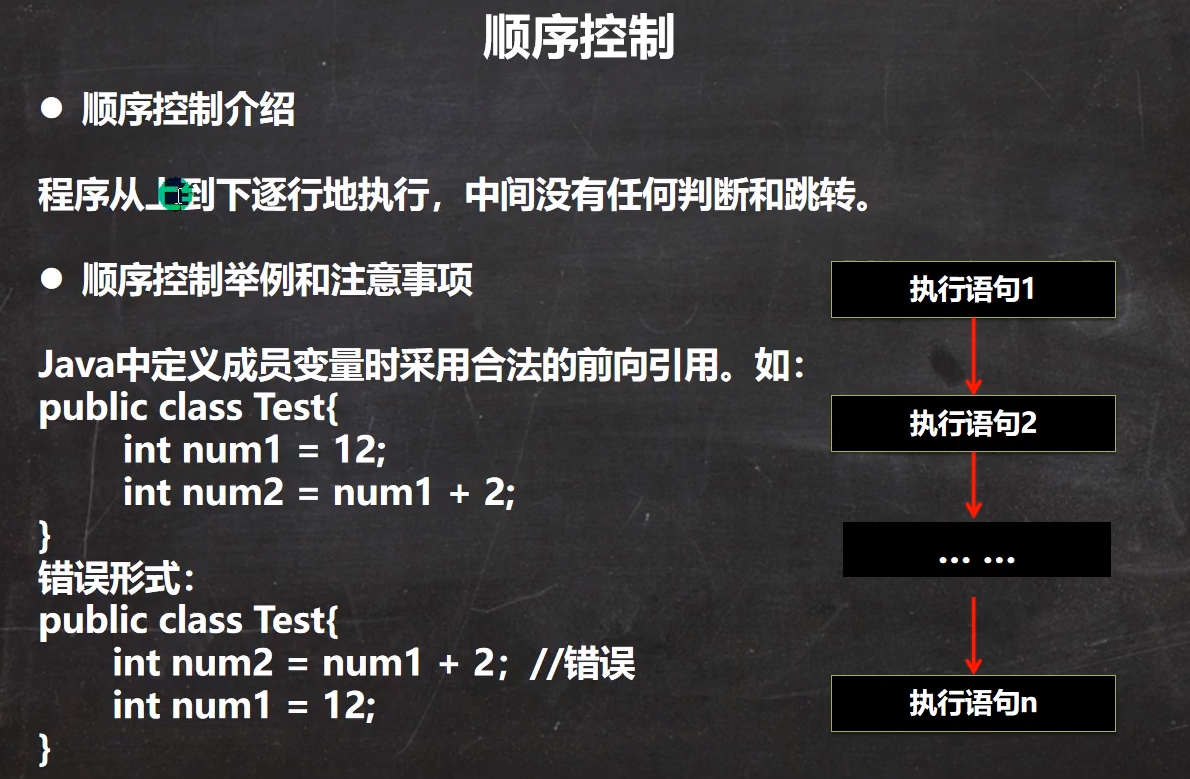 顺序控制
● 顺序控制介绍
程序从上到下逐行地执行，中间没有任何判断和跳转。
● 顺序控制举例和注意事项
Java中定义成员变量时采用合法的前向引用。如：
public class Test{
int num1 = 12;
int num2 = num1 + 2;
}
错误形式：
public class Test{
int num2 = num1 + 2；//错误
int num1 = 12;
}
执行语句1
执行语句2
... ...
执行语句n